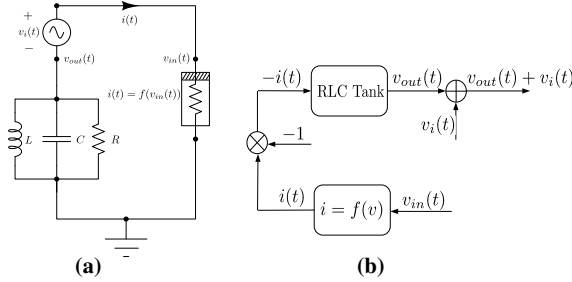 +
v_i(t)
−
i(t)
v_out(t)
v_in(t)
i(t) = f(v_in(t))
L
C
R
(a)
−i(t)
RLC Tank
v_out(t)
v_out(t) + v_i(t)
v_i(t)
−1
i(t)
i = f(v)
v_in(t)
(b)